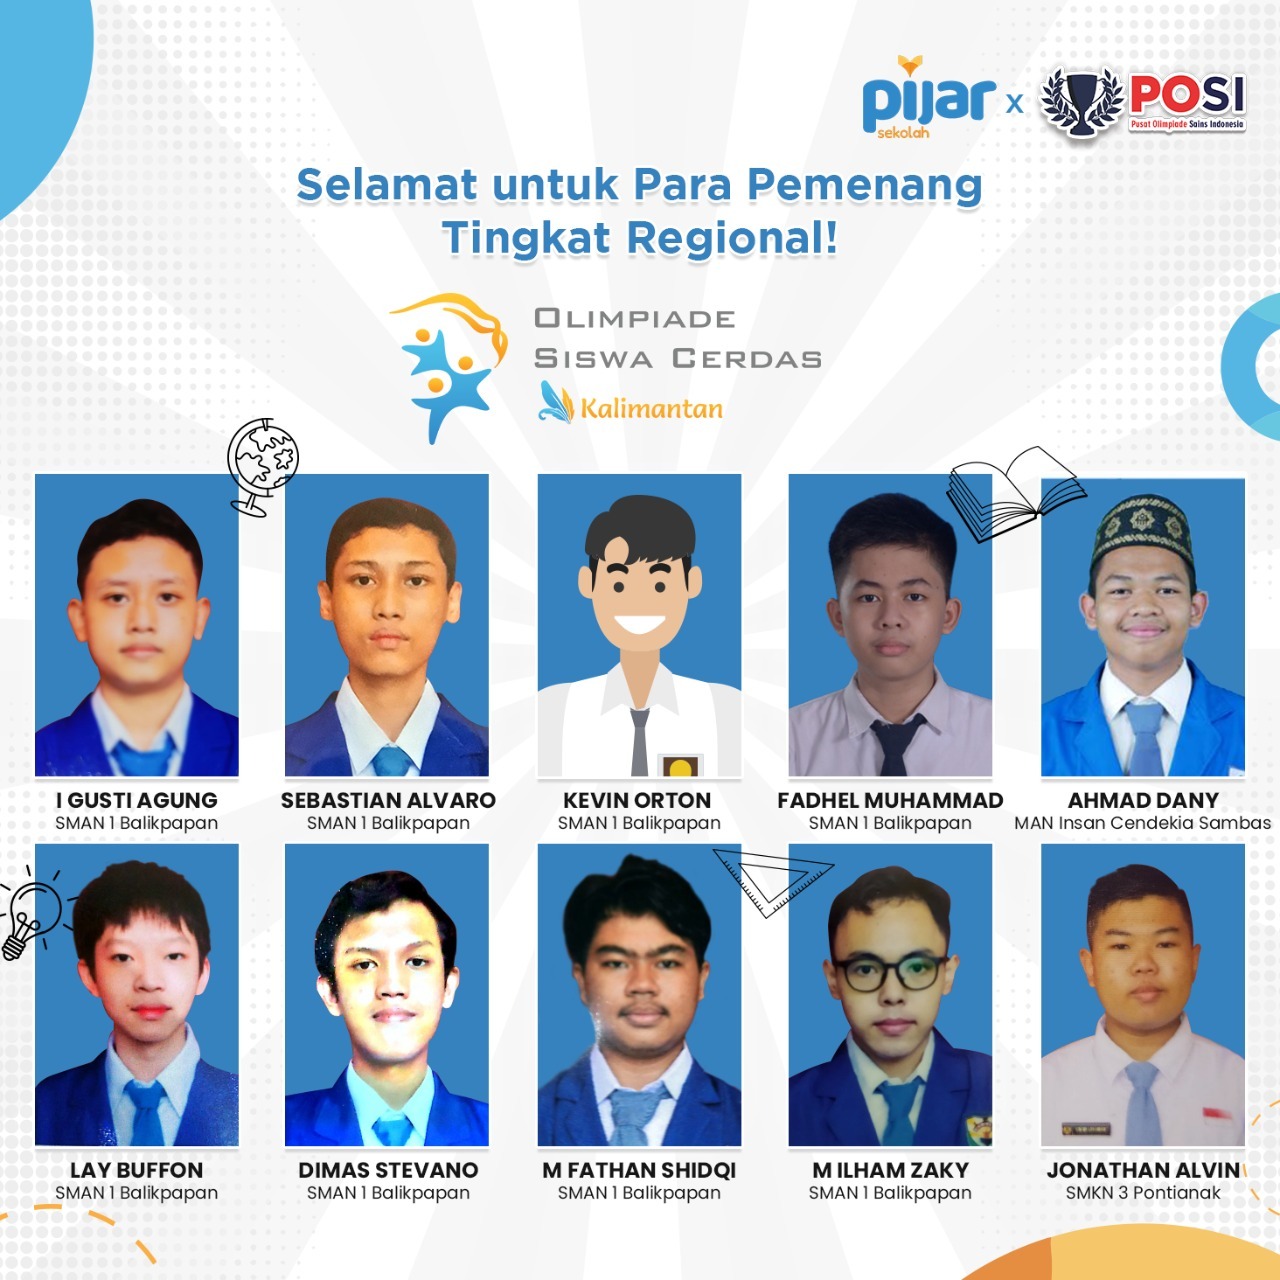 pijar
sekolah
x
POSI
Pusat Olimpiade Sains Indonesia
Selamat untuk Para Pemenang
Tingkat Regional!
OLIMPIADE
SISWA CERDAS
Kalimantan
I GUSTI AGUNG
SMAN 1 Balikpapan
SEBASTIAN ALVARO
SMAN 1 Balikpapan
KEVIN ORTON
SMAN 1 Balikpapan
FADHEL MUHAMMAD
SMAN 1 Balikpapan
AHMAD DANY
MAN Insan Cendekia Sambas
LAY BUFFON
SMAN 1 Balikpapan
DIMAS STEVANO
SMAN 1 Balikpapan
M FATHAN SHIDQI
SMAN 1 Balikpapan
M ILHAM ZAKY
SMAN 1 Balikpapan
JONATHAN ALVIN
SMKN 3 Pontianak